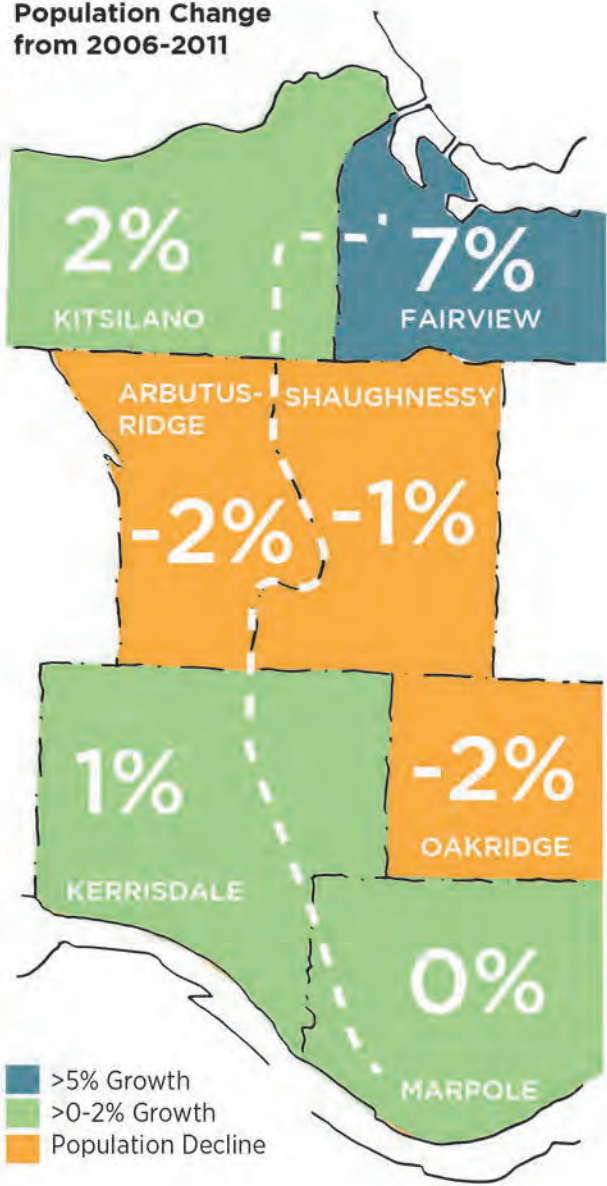 Population Change
from 2006-2011
2%
KITSILANO
7%
FAIRVIEW
ARBUTUS-
RIDGE
-2%
SHAUGHNESSY
-1%
1%
KERRISDALE
-2%
OAKRIDGE
0%
MARPOLE
>5% Growth
>0-2% Growth
Population Decline